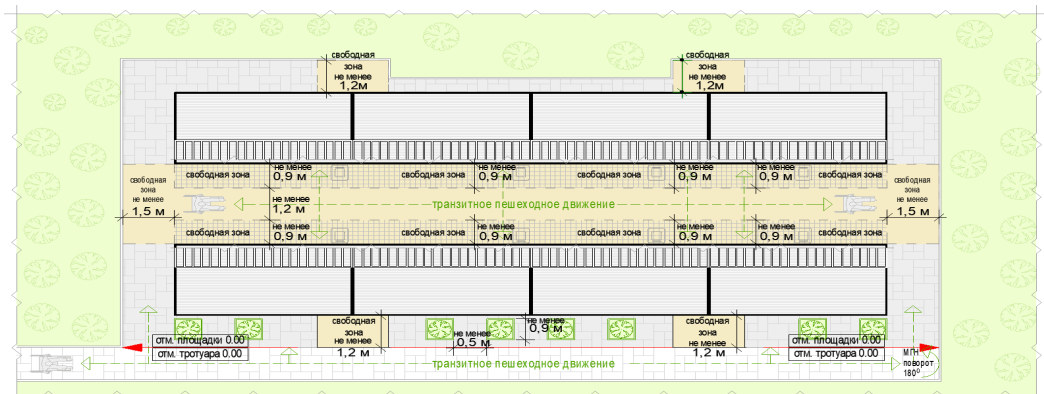 свободная
зона
не менее
1,2м
свободная
зона
не менее
1,2м
не менее
0,9 м
не менее
0,9 м
не менее
0,9 м
не менее
0,9 м
свободная зона
свободная зона
свободная зона
свободная зона
свободная
зона
не менее
1,5 м
свободная
зона
не менее
1,5 м
не менее
1,2 м
транзитное пешеходное движение
свободная зона
свободная зона
свободная зона
свободная зона
не менее
0,9 м
не менее
0,9 м
не менее
0,9 м
не менее
0,9 м
свободная
зона
не менее
1,2 м
не менее
0,9 м
не менее
0,5 м
свободная
зона
не менее
1,2 м
отм. площадки 0.00
отм. тротуара 0.00
отм. площадки 0.00
отм. тротуара 0.00
транзитное пешеходное движение
МГН
поворот
180⁰